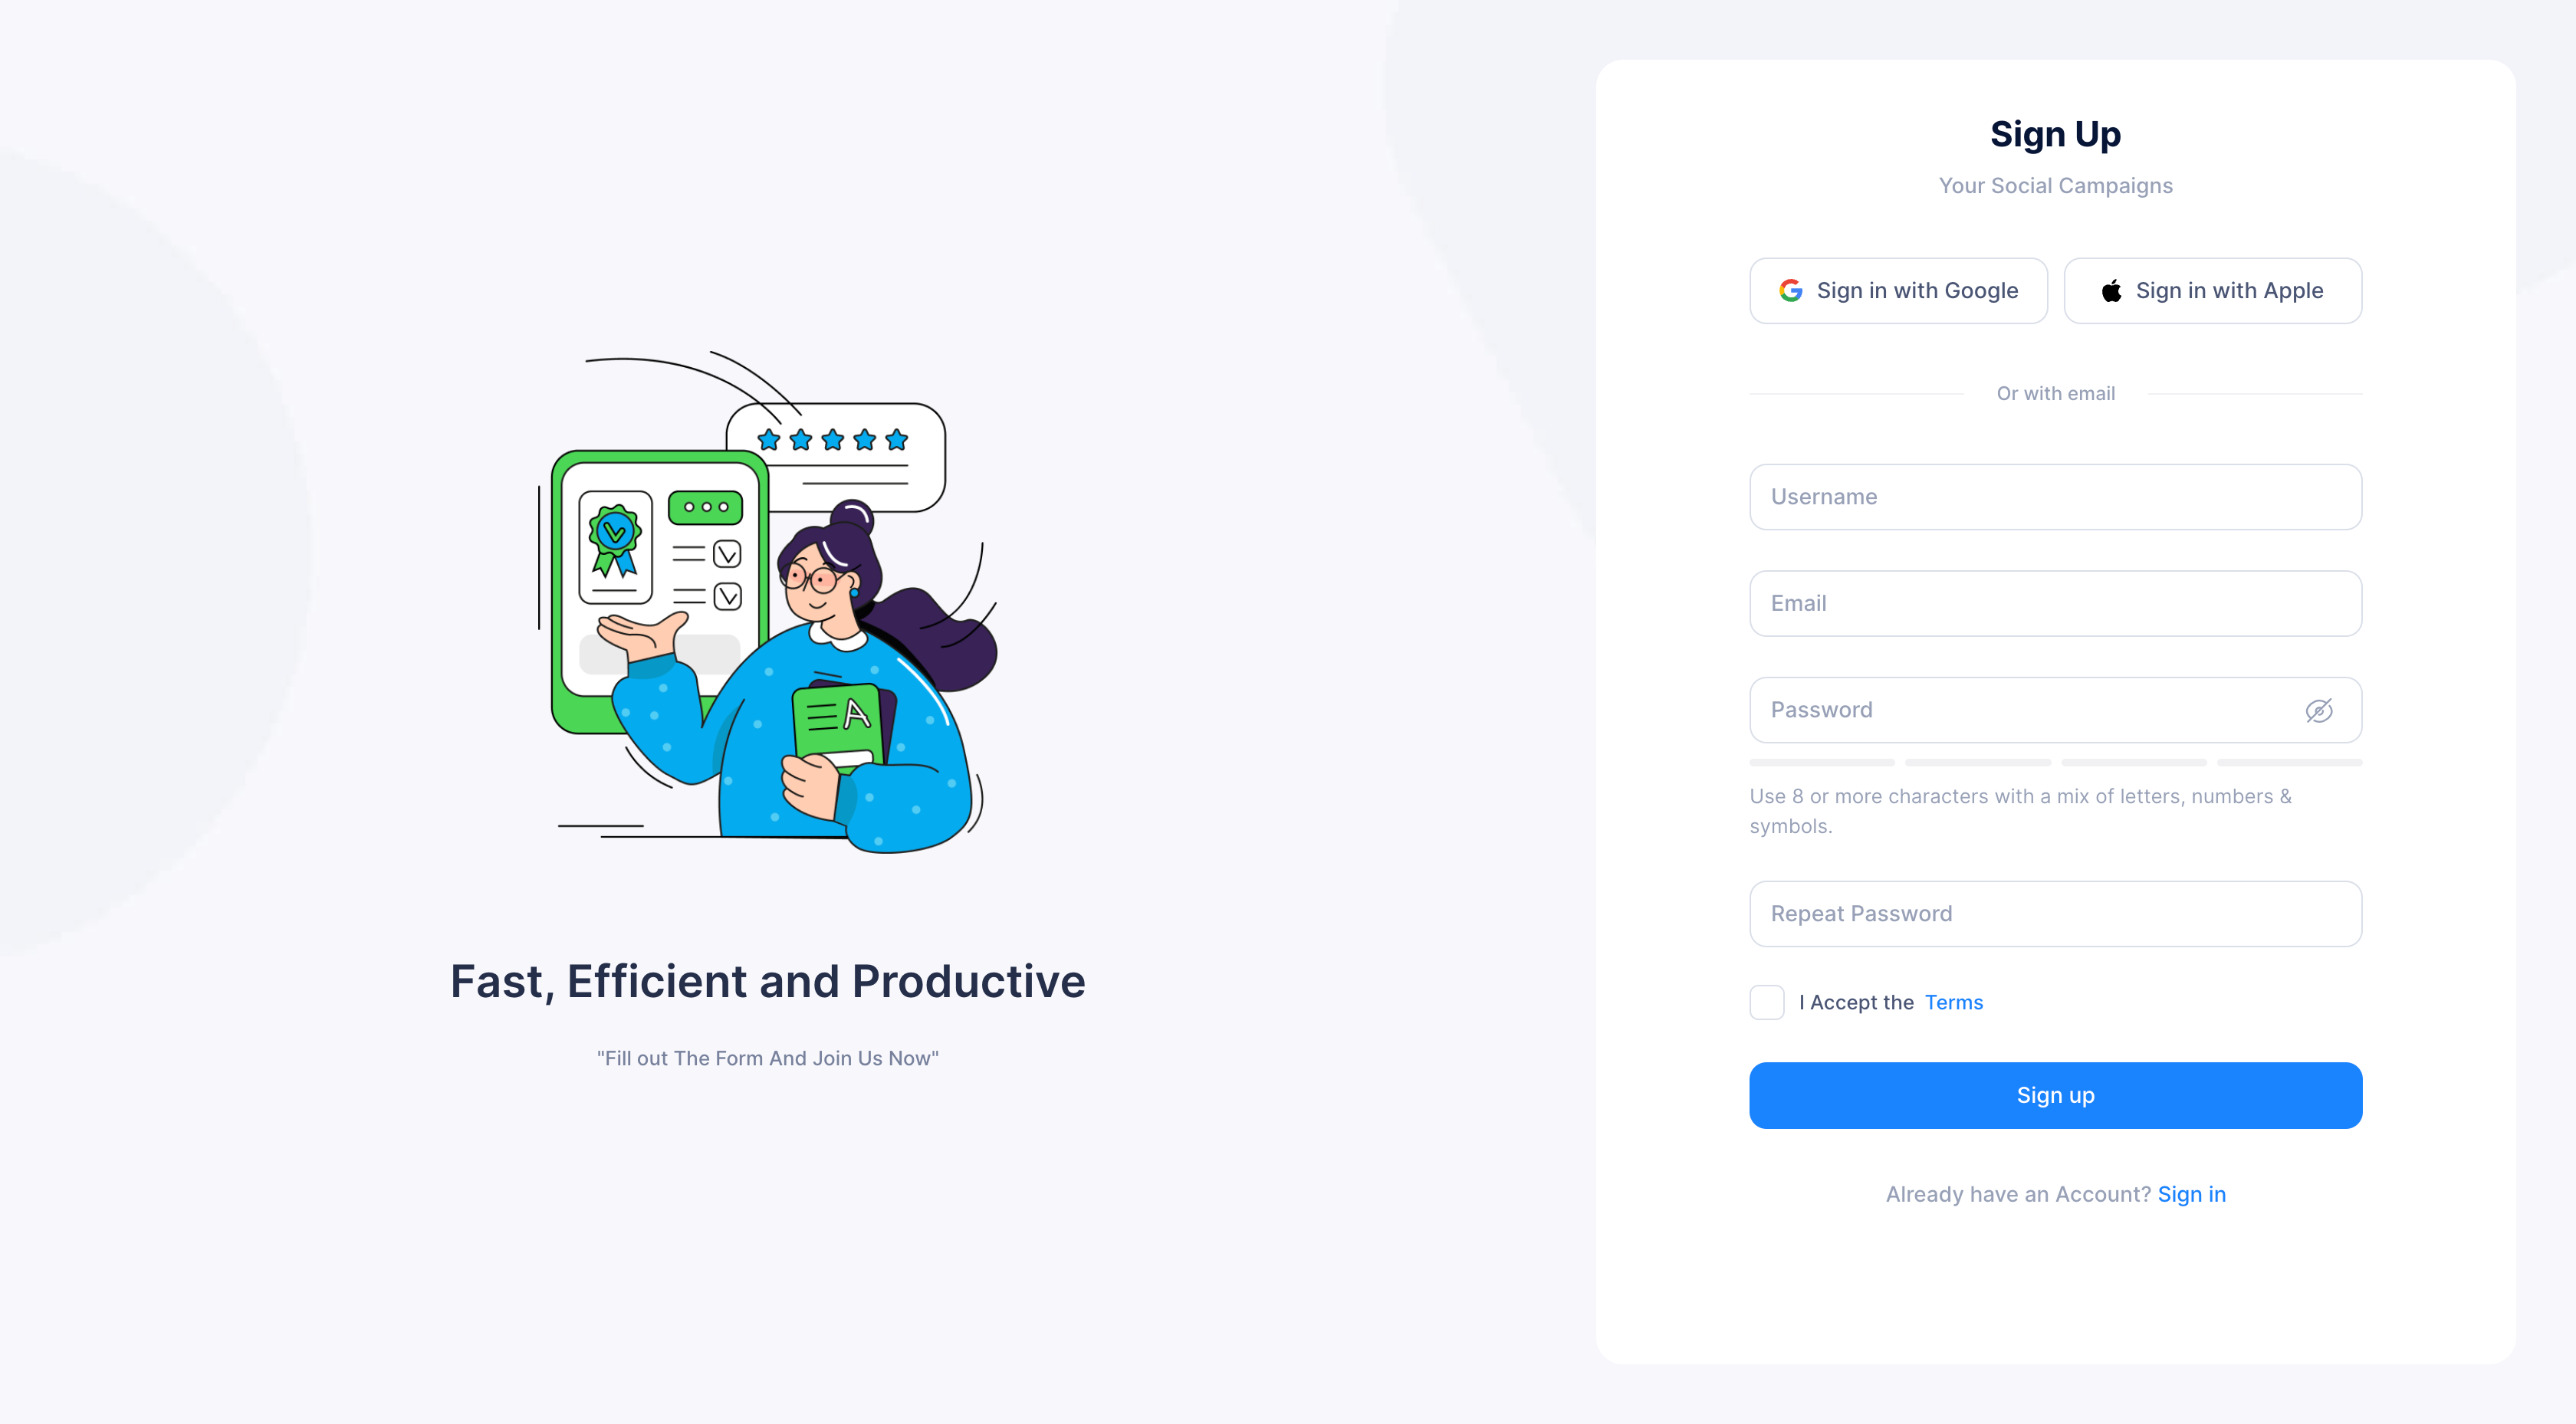 Sign Up
Your Social Campaigns
Sign in with Google
Sign in with Apple
Or with email
Username
Email
Password
Use 8 or more characters with a mix of letters, numbers &
symbols.
Repeat Password
I Accept the Terms
Sign up
Already have an Account? Sign in
A
Fast, Efficient and Productive
"Fill out The Form And Join Us Now"